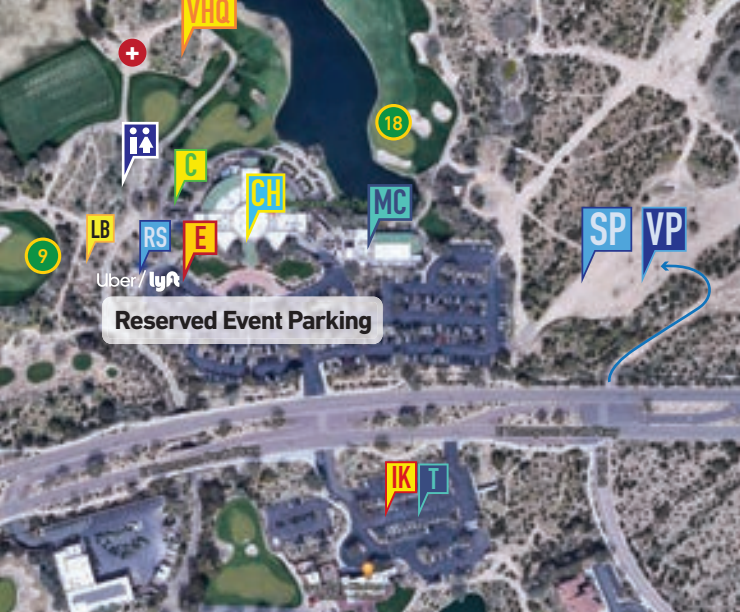 VHQ
18
C
CH
MC
LB
RS
E
SP
VP
9
Uber/lyft
Reserved Event Parking
IK
T